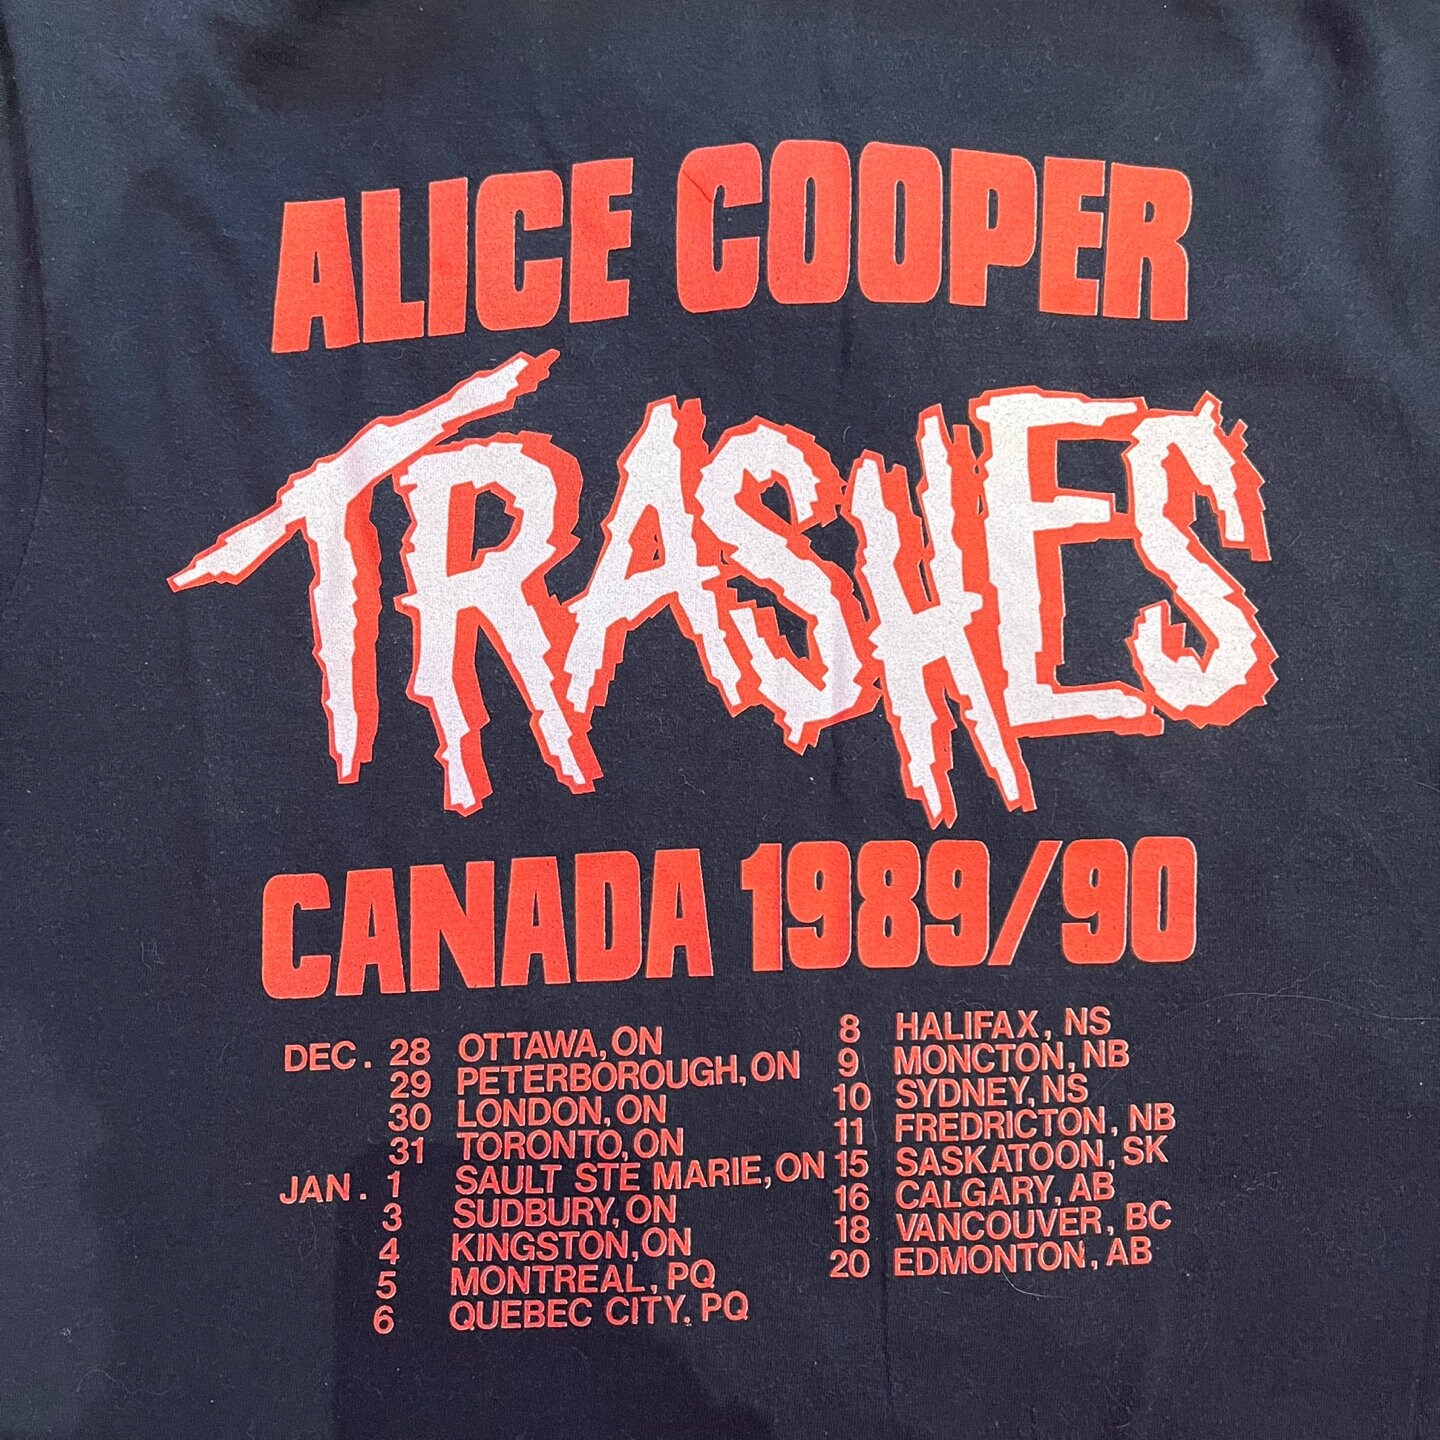 ALICE COOPER
TRASHES
CANADA 1989/90
DEC. 28 OTTAWA, ON
29 PETERBOROUGH, ON
30 LONDON, ON
31 TORONTO, ON
JAN. 1 SAULT STE MARIE, ON
3 SUDBURY, ON
4 KINGSTON, ON
5 MONTREAL, PQ
6 QUEBEC CITY, PQ
8 HALIFAX, NS
9 MONCTON, NB
10 SYDNEY, NS
11 FREDRICTON, NB
15 SASKATOON, SK
16 CALGARY, AB
18 VANCOUVER, BC
20 EDMONTON, AB